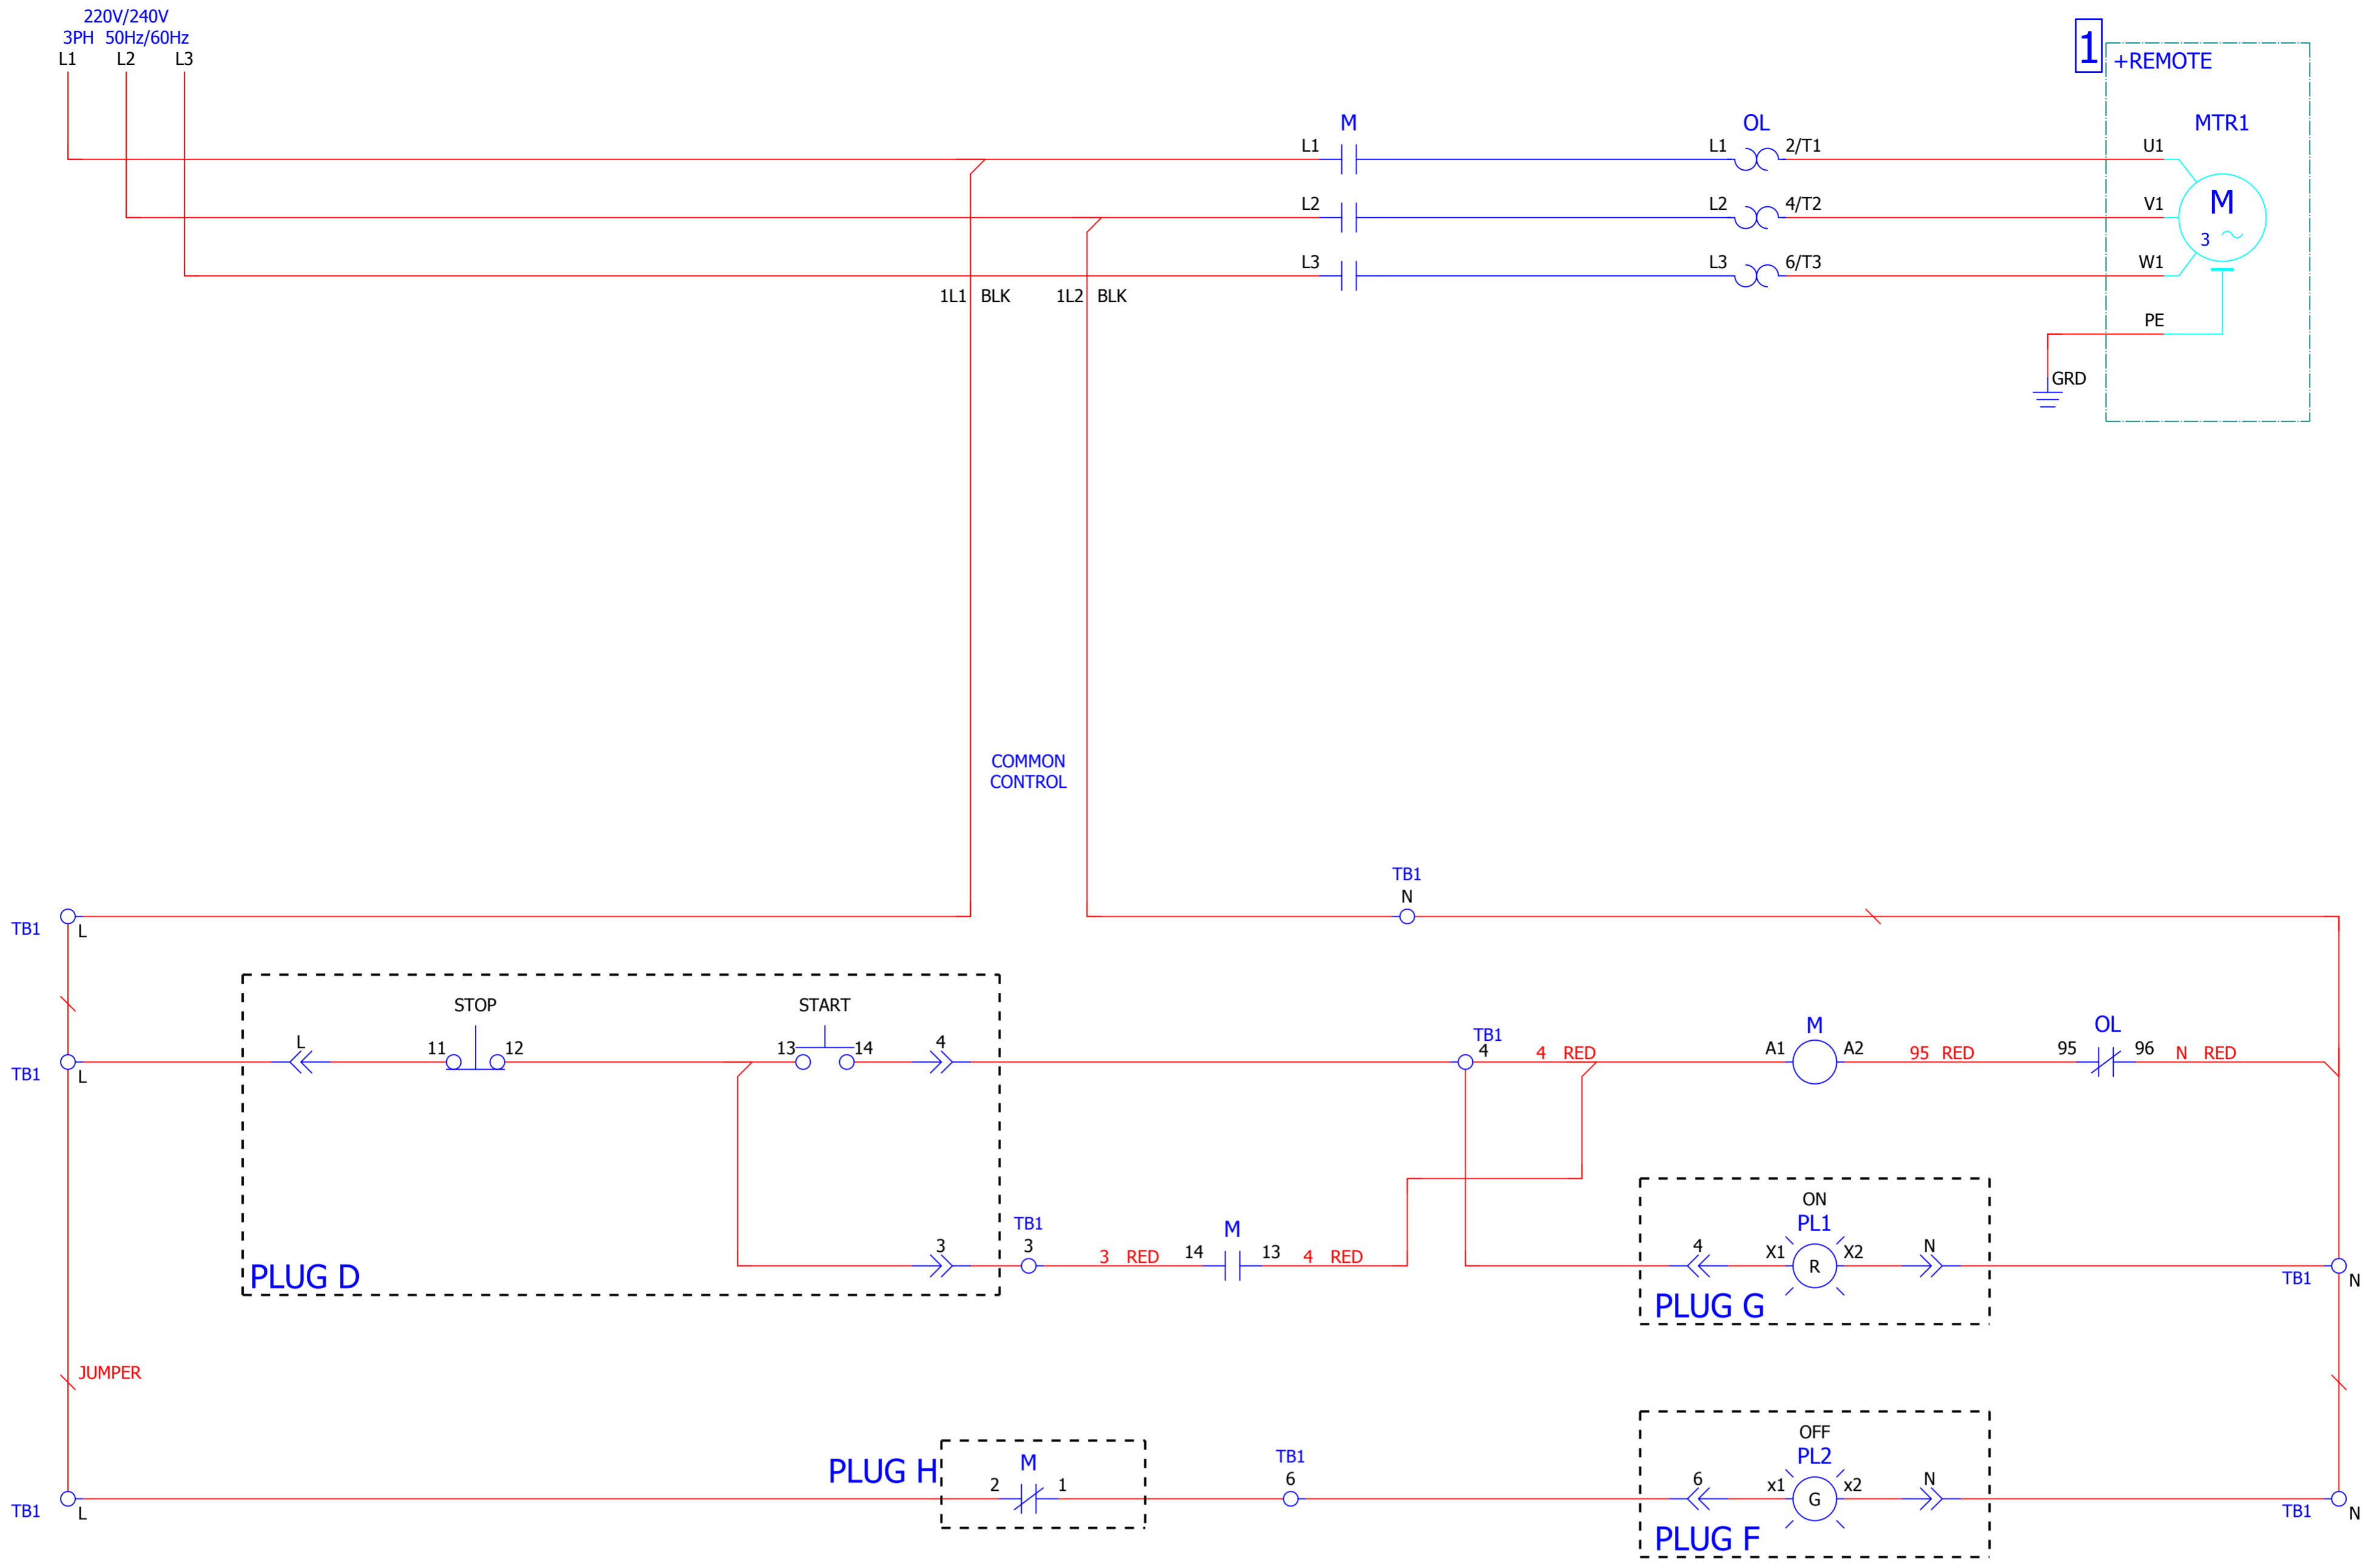 220V/240V
3PH 50Hz/60Hz
L1 L2 L3
1
+REMOTE
M OL MTR1
L1 L1 2/T1 U1
L2 L2 4/T2 V1
M
3
L3 L3 6/T3 W1
1L1 BLK 1L2 BLK
PE
GRD
COMMON
CONTROL
TB1
N
TB1 L
STOP START
L 11 12 13 14 4
TB1
4
4 RED
M
A1 A2
95 RED
OL
95 96
N RED
TB1 L
PLUG D
3
TB1
3
3 RED
M
14 13
4 RED
ON
PL1
4 X1 R X2 N
PLUG G
TB1 N
JUMPER
PLUG H
M
2 1
TB1
6
OFF
PL2
6 x1 G x2 N
PLUG F
TB1 L
TB1 N